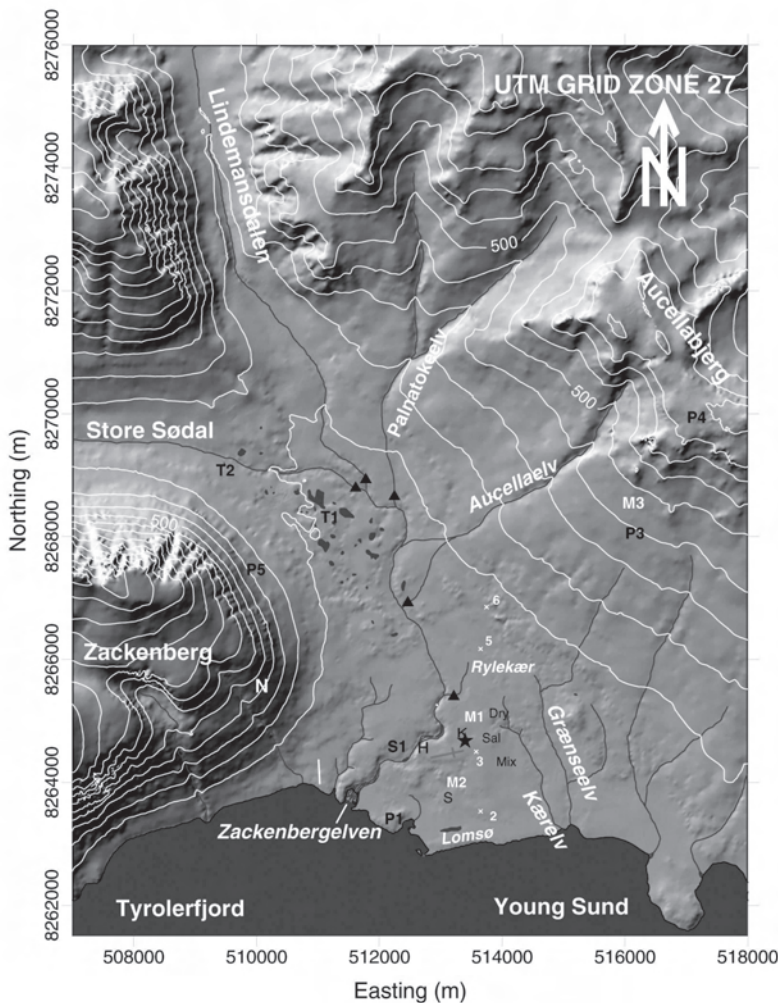 UTM GRID ZONE 27
N
Lindemansdalen
500
Palnatokeelv
Aucellabjerg
500
P4
Store Sødal
T2
T1
Aucellaelv
M3
P3
500
P5
Zackenberg
N
6
5
Rylekær
M1
Dry
K
Sal
S1
H
3
Mix
M2
S
Grænseelv
Kærelv
2
P1
Lomsø
Zackenbergelven
Tyrolerfjord
Young Sund
8276000
8274000
8272000
8270000
8268000
8266000
8264000
8262000
Northing (m)
508000 510000 512000 514000 516000 518000
Easting (m)